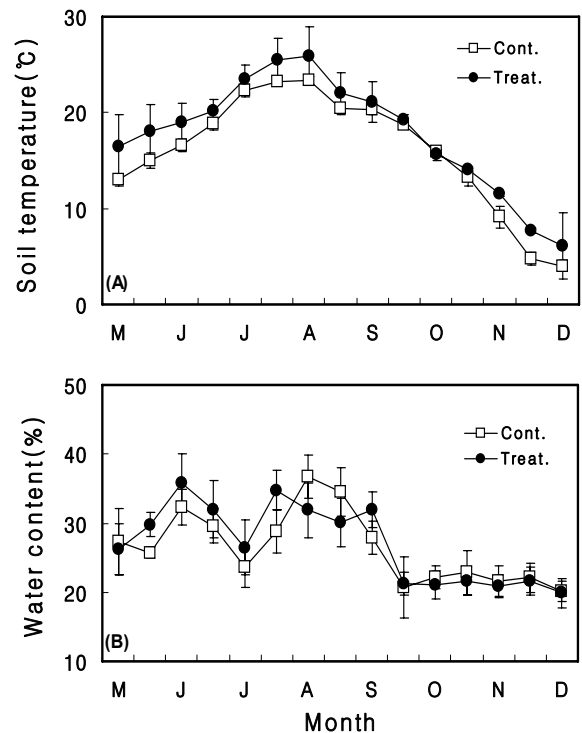 Soil temperature(℃)
30
20
10
0
Cont.
Treat.
(A)
M J J A S O N D
Water content(%)
50
40
30
20
10
Cont.
Treat.
(B)
M J J A S O N D
Month